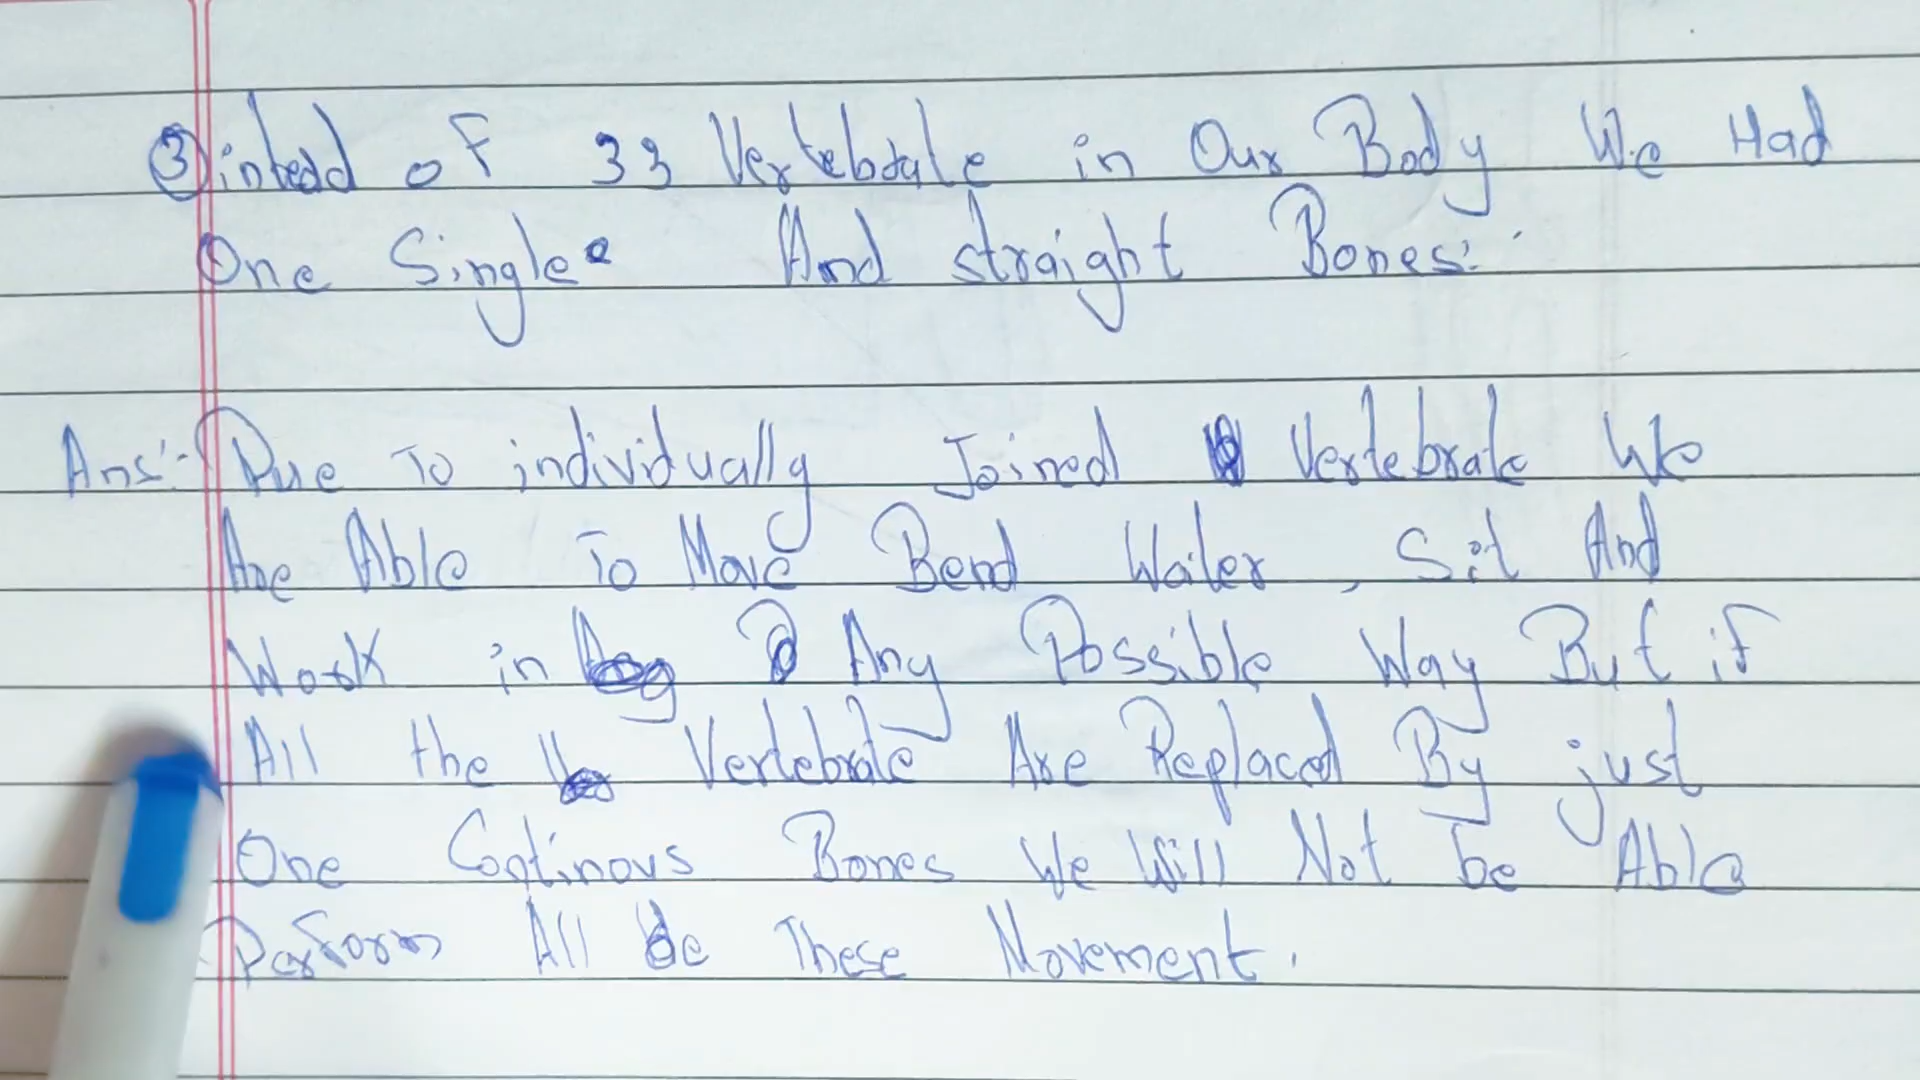 ③ intead of 33 Vertebrate in Our Body We Had
One Single And straight Bones:-
Ans:- Due To individually Joined Vertebrate We
Are Able To Move Bend Wailer, Sit And
Work in Any Possible Way But if
All the Vertebrate Are Replaced By just
One Contionous Bones We Will Not be Able
Perform All These Movement.